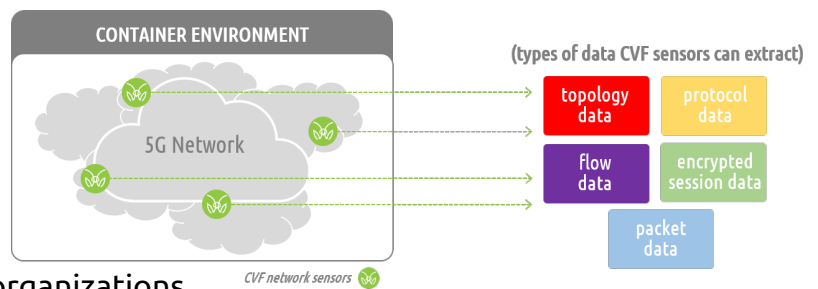 CONTAINER ENVIRONMENT
(types of data CVF sensors can extract)
topology
data
protocol
data
5G Network
flow
data
encrypted
session data
packet
data
CVF network sensors
organizations